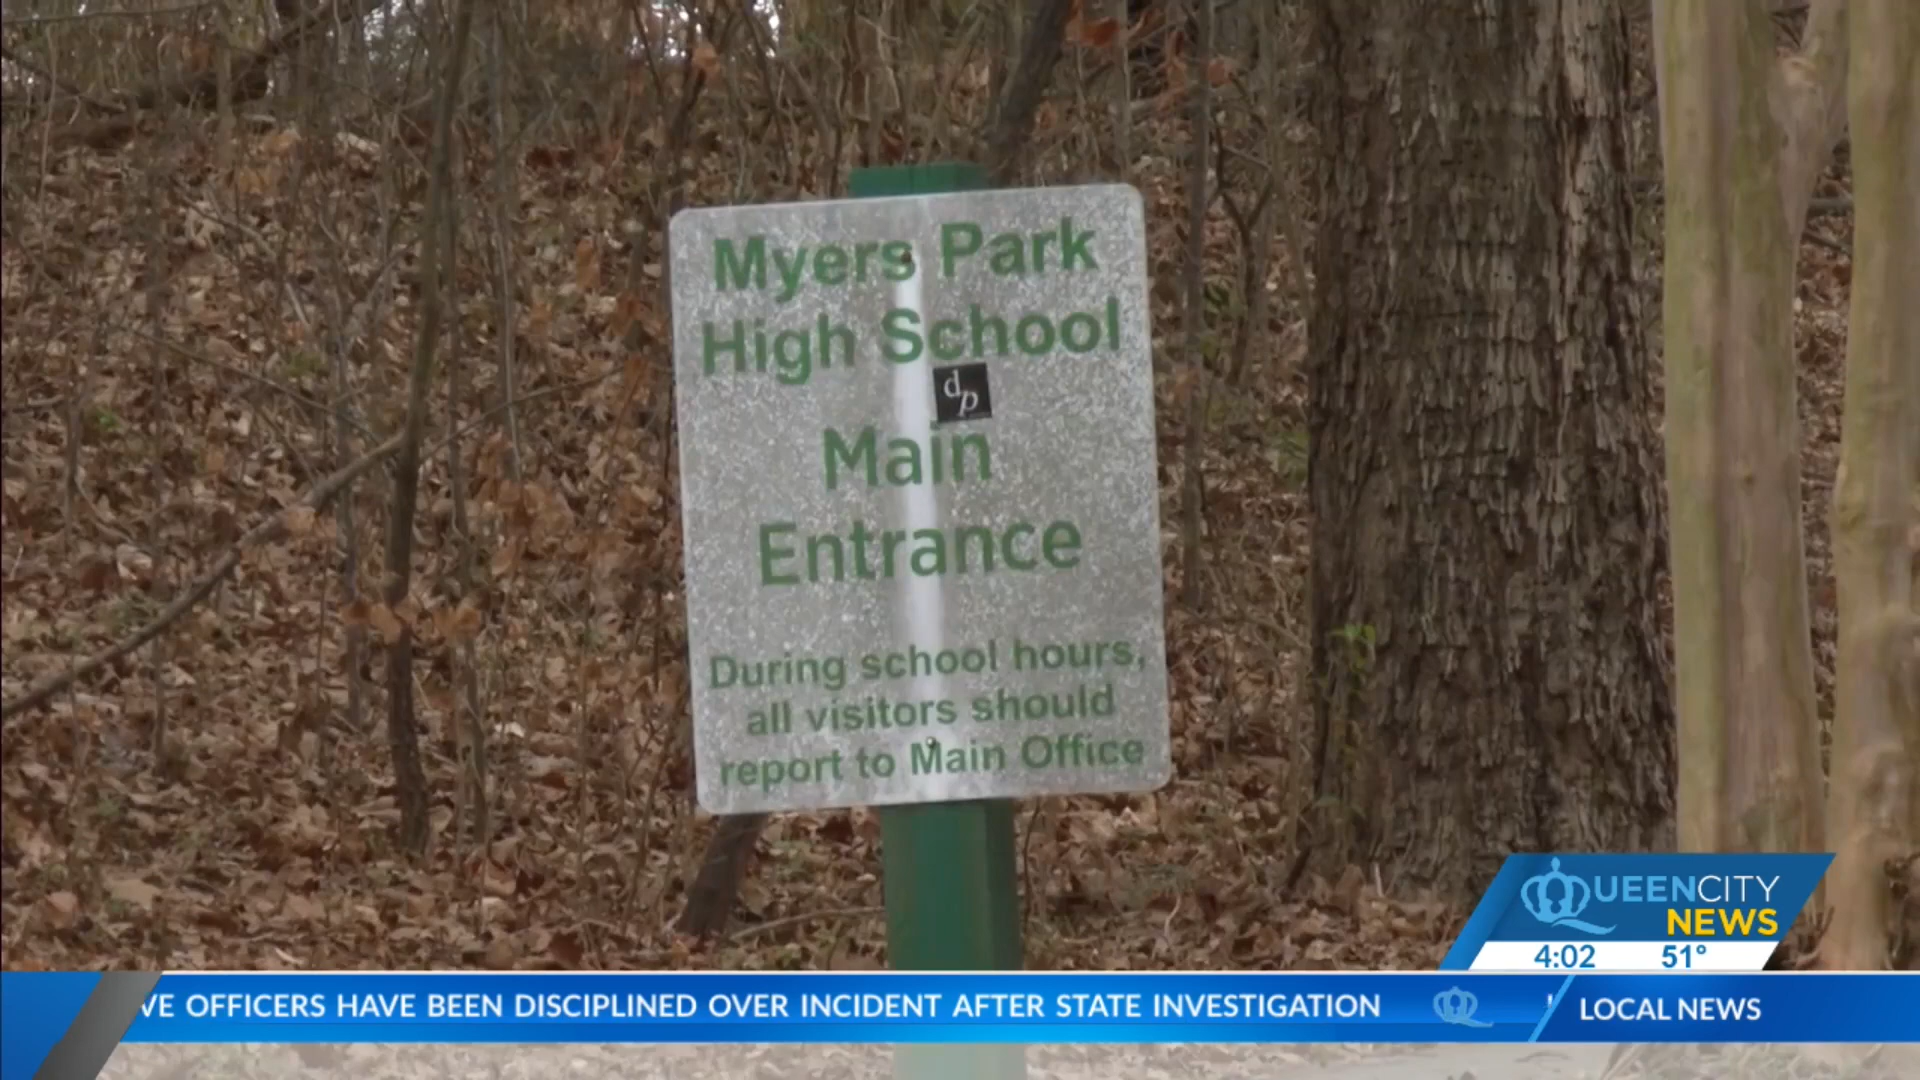 Myers Park
High School
dp
Main
Entrance
During school hours,
all visitors should
report to Main Office
QUEENCITY
NEWS
4:02 51°
VE OFFICERS HAVE BEEN DISCIPLINED OVER INCIDENT AFTER STATE INVESTIGATION
LOCAL NEWS